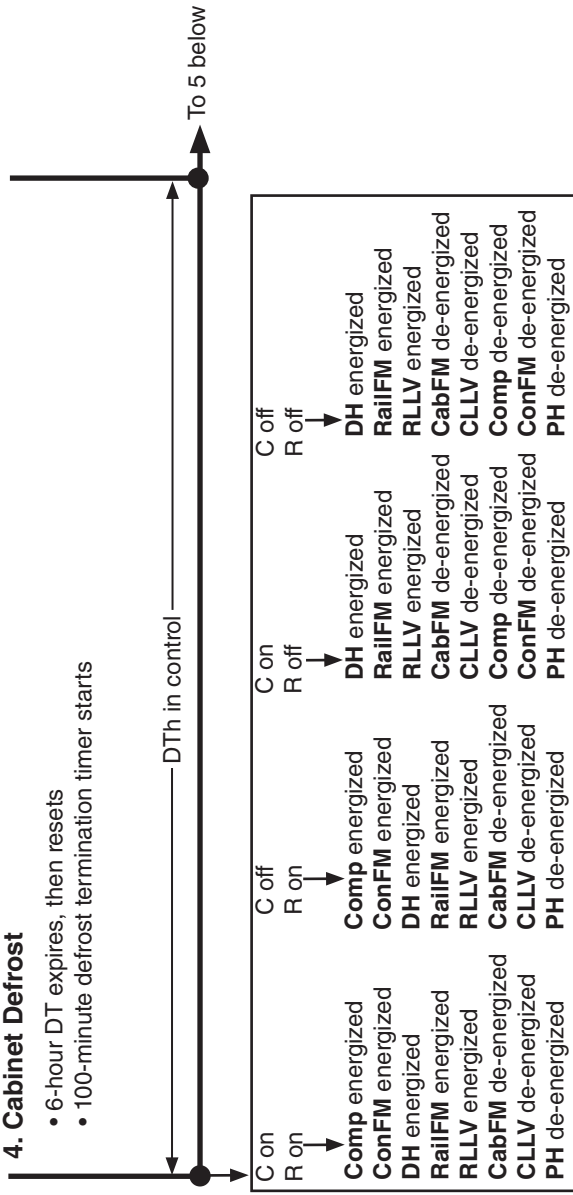 4. Cabinet Defrost
• 6-hour DT expires, then resets
• 100-minute defrost termination timer starts
DTh in control
To 5 below
C on
R on
Comp energized
ConFM energized
DH energized
RailFM energized
RLLV energized
CabFM de-energized
CLLV de-energized
PH de-energized
C off
R on
Comp energized
ConFM energized
DH energized
RailFM energized
RLLV energized
CabFM de-energized
CLLV de-energized
PH de-energized
C on
R off
DH energized
RailFM energized
RLLV energized
CabFM de-energized
CLLV de-energized
Comp de-energized
ConFM de-energized
PH de-energized
C off
R off
DH energized
RailFM energized
RLLV energized
CabFM de-energized
CLLV de-energized
Comp de-energized
ConFM de-energized
PH de-energized